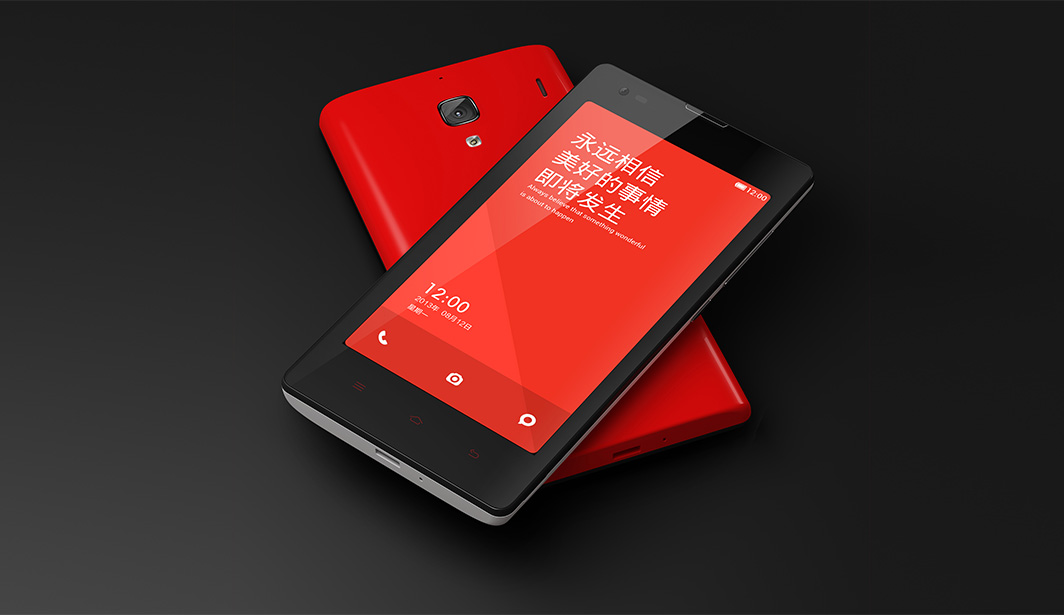 12:00
永远相信
美好的事情
即将发生
Always believe that something wonderful
is about to happen
12:00
2013年 08月12日
星期一